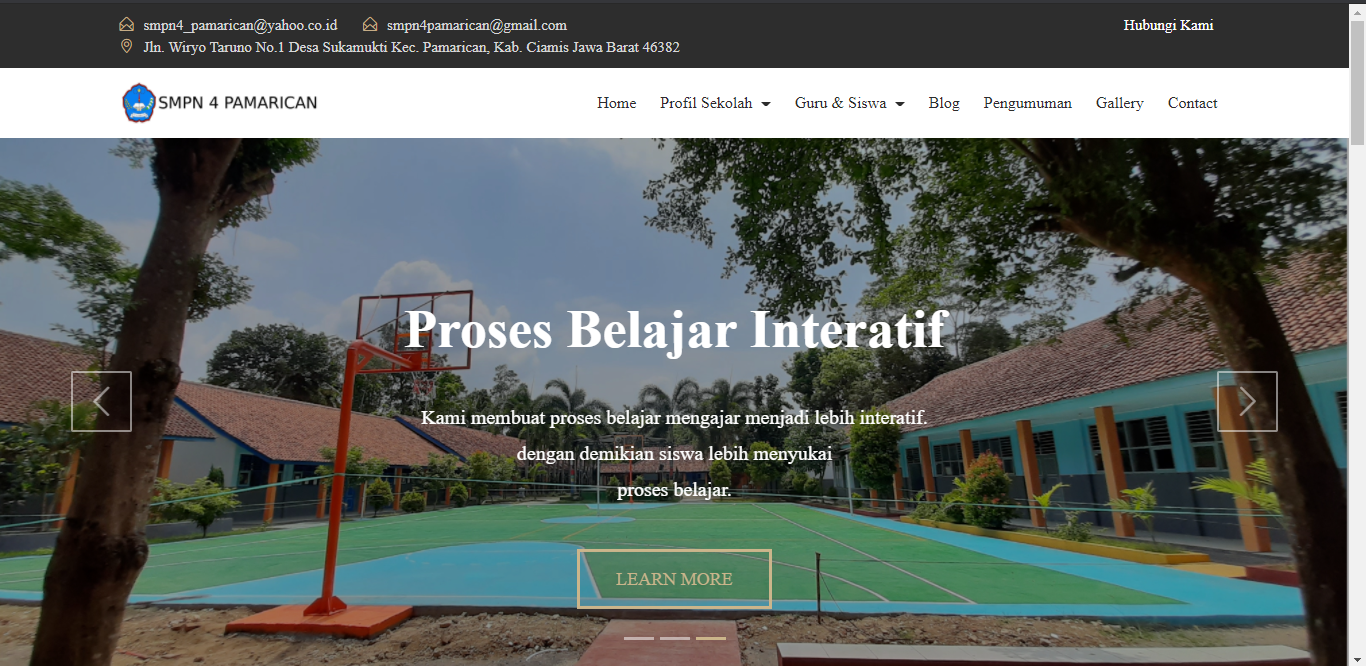 smpn4_pamarican@yahoo.co.id smpn4pamarican@gmail.com Hubungi Kami
Jln. Wiryo Taruno No.1 Desa Sukamukti Kec. Pamarican, Kab. Ciamis Jawa Barat 46382
SMPN 4 PAMARICAN Home Profil Sekolah Guru & Siswa Blog Pengumuman Gallery Contact
Proses Belajar Interatif
Kami membuat proses belajar mengajar menjadi lebih interatif.
dengan demikian siswa lebih menyukai
proses belajar.
LEARN MORE